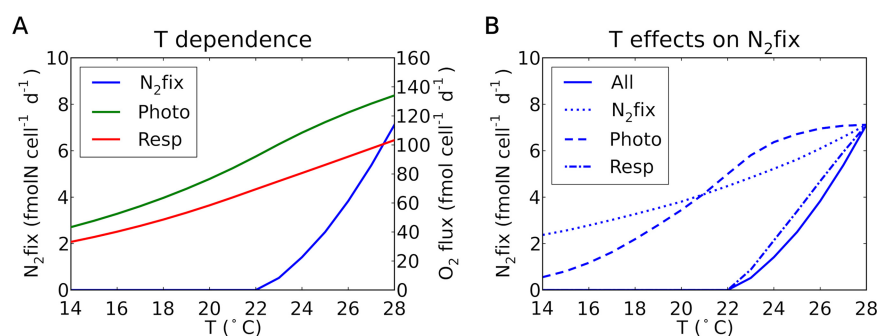 A
T dependence
10
8
6
4
2
0
N₂fix (fmolN cell⁻¹ d⁻¹)
N₂fix
Photo
Resp
160
140
120
100
80
60
40
20
0
O₂ flux (fmol cell⁻¹ d⁻¹)
14 16 18 20 22 24 26 28
T (°C)
B
T effects on N₂fix
10
8
6
4
2
0
N₂fix (fmolN cell⁻¹ d⁻¹)
All
N₂fix
Photo
Resp
14 16 18 20 22 24 26 28
T (°C)